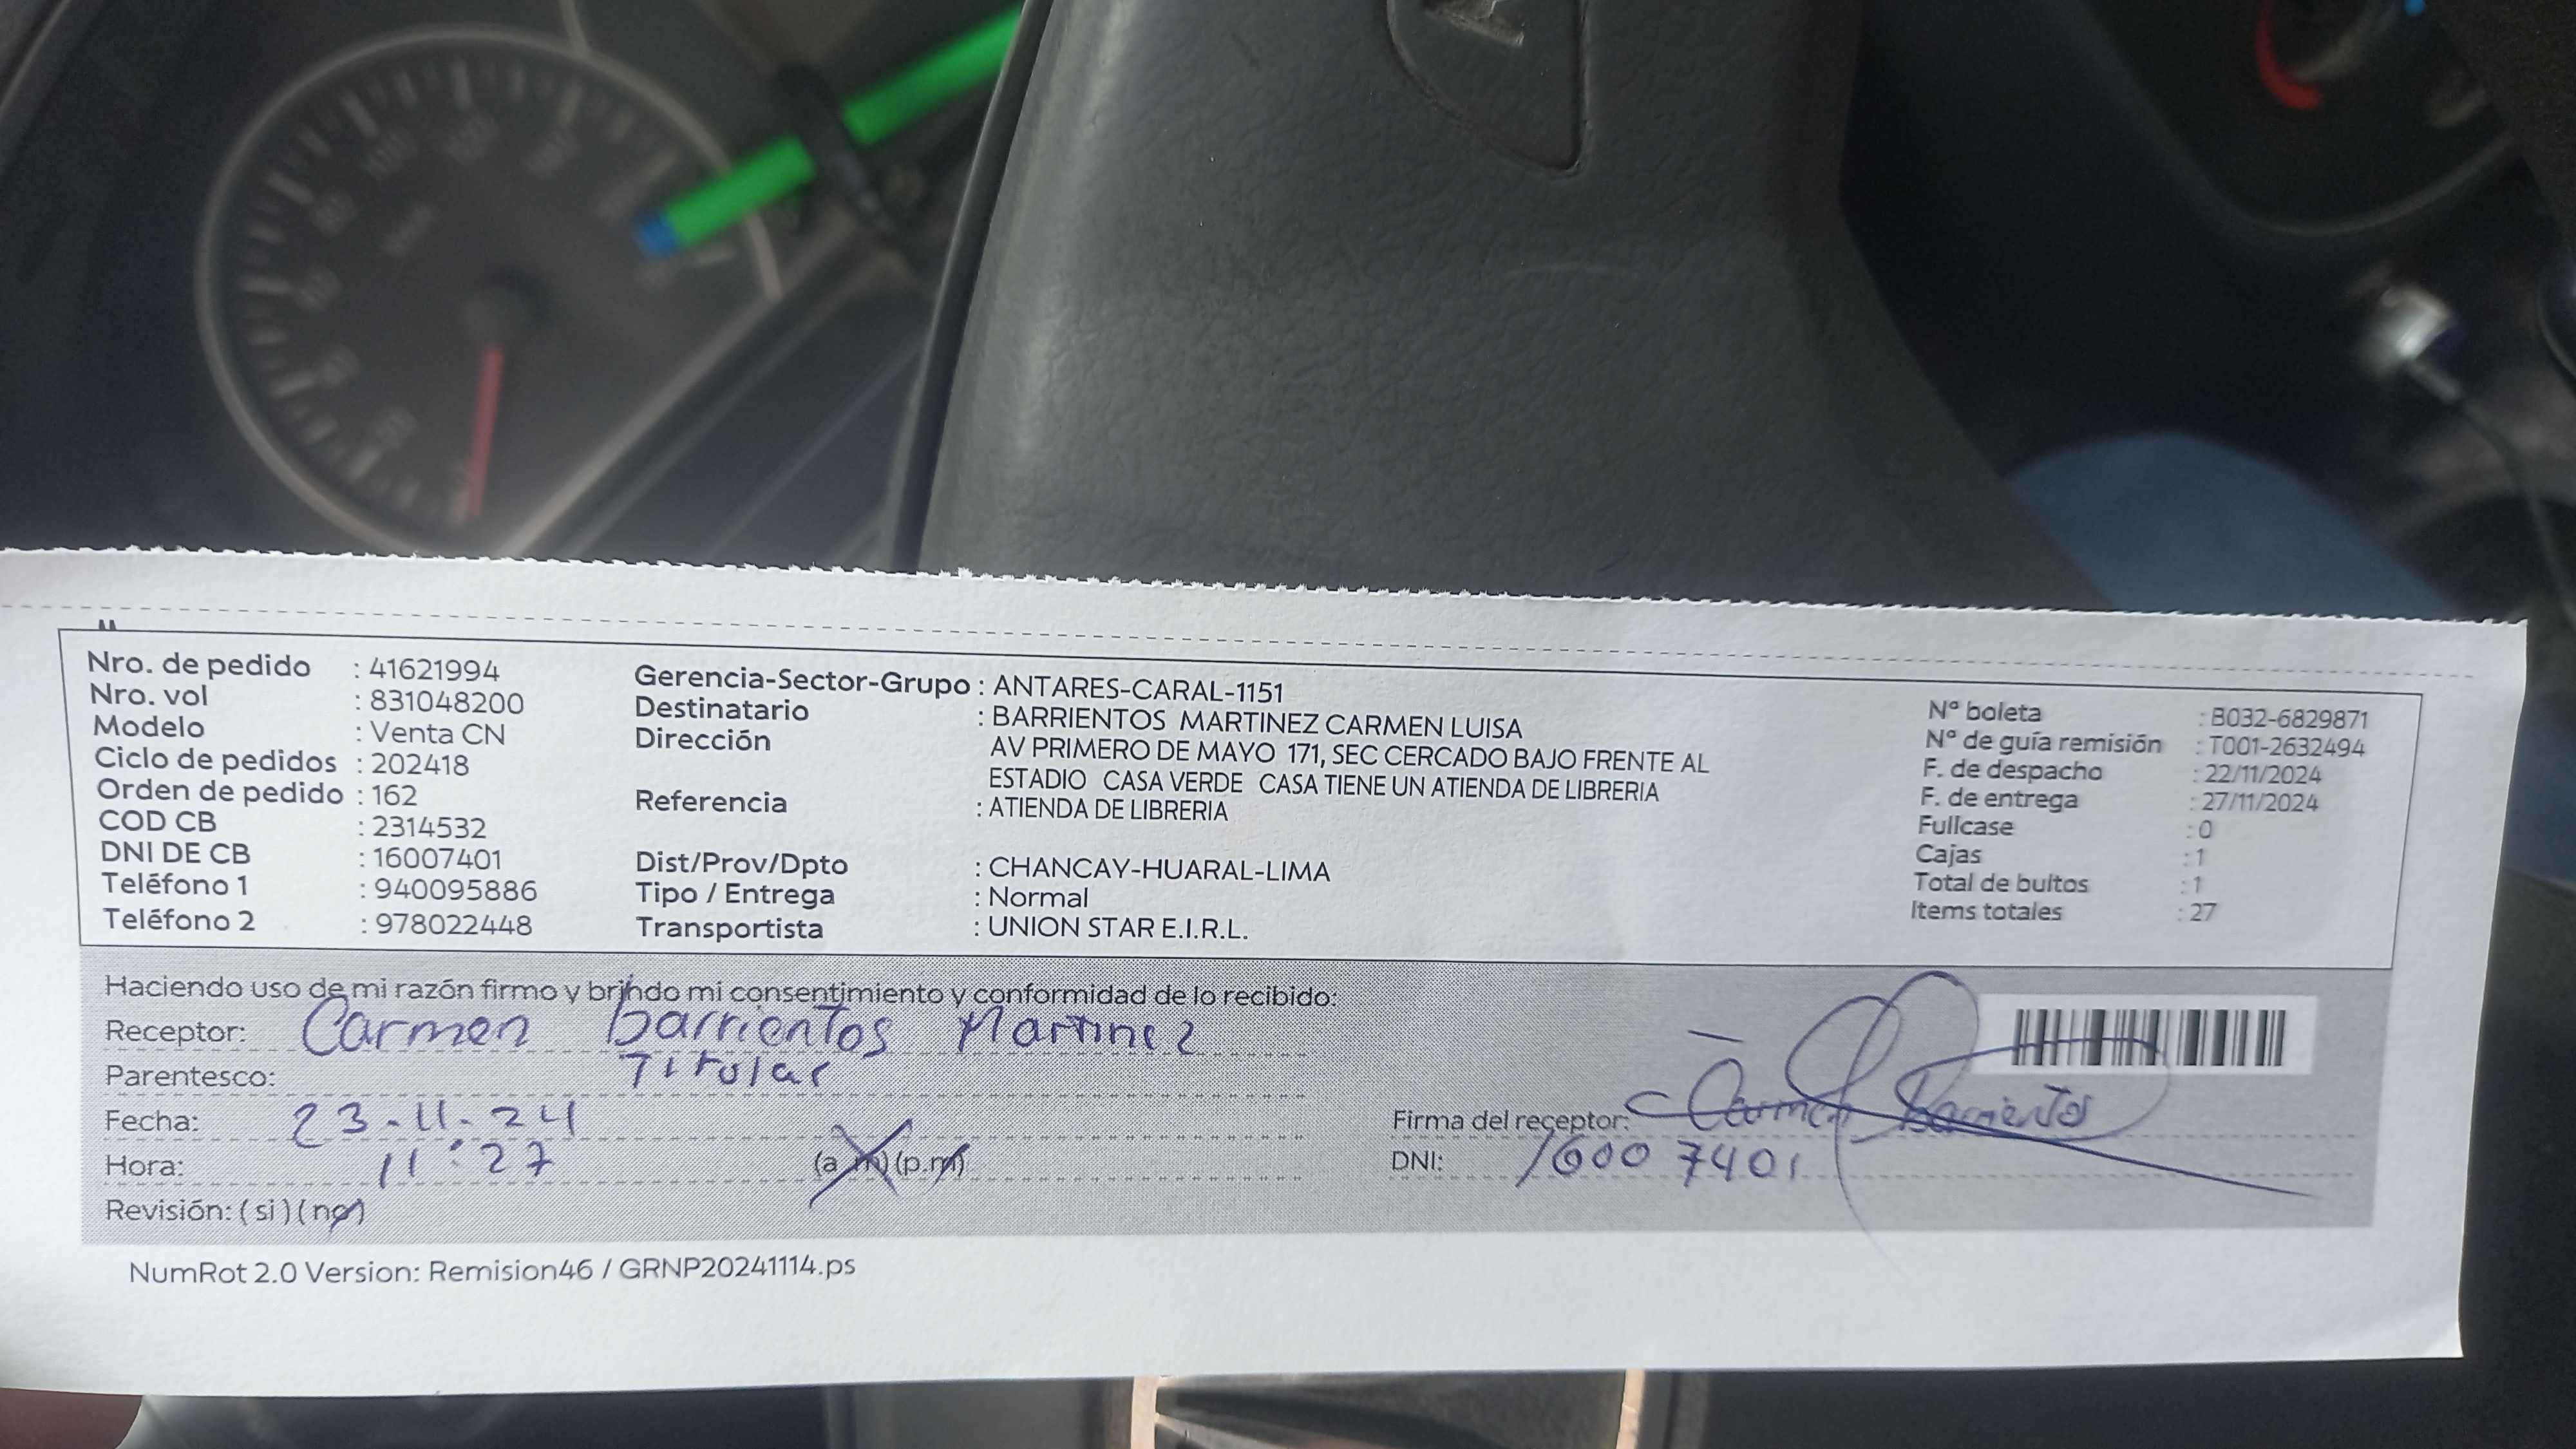 Nro. de pedido : 41621994
Nro. vol : 831048200
Modelo : Venta CN
Ciclo de pedidos : 202418
Orden de pedido : 162
COD CB : 2314532
DNI DE CB : 16007401
Teléfono 1 : 940095886
Teléfono 2 : 978022448
Gerencia-Sector-Grupo : ANTARES-CARAL-1151
Destinatario : BARRIENTOS MARTINEZ CARMEN LUISA
Dirección AV PRIMERO DE MAYO 171, SEC CERCADO BAJO FRENTE AL
ESTADIO CASA VERDE CASA TIENE UN ATIENDA DE LIBRERIA
Referencia : ATIENDA DE LIBRERIA
Dist/Prov/Dpto : CHANCAY-HUARAL-LIMA
Tipo / Entrega : Normal
Transportista : UNION STAR E.I.R.L.
N° boleta : B032-6829871
N° de guía remisión : T001-2632494
F. de despacho : 22/11/2024
F. de entrega : 27/11/2024
Fullcase : 0
Cajas : 1
Total de bultos : 1
Items totales : 27
Haciendo uso de mi razón firmo y brindo mi consentimiento y conformidad de lo recibido:
Receptor: Carmen barrientos Martinez
Parentesco: Titular
Fecha: 23-11-24
Hora: 11:27 (a.m) (p.m)
Revisión: (si) (no)
Firma del receptor: Carmen Barrientos
DNI: 16007401
NumRot 2.0 Version: Remision46 / GRNP20241114.ps